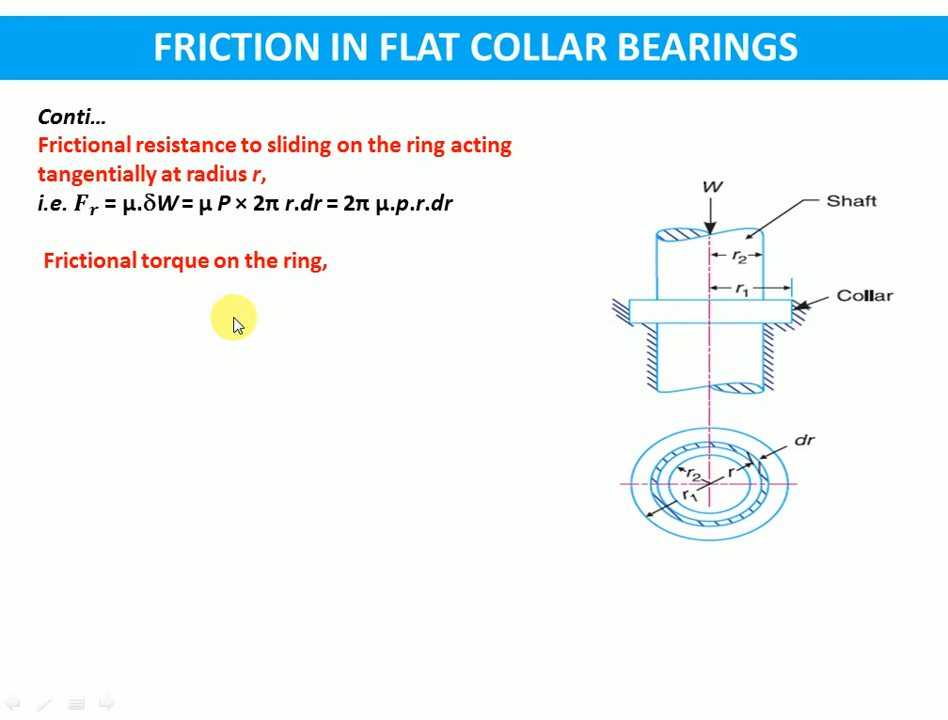 FRICTION IN FLAT COLLAR BEARINGS
Conti...
Frictional resistance to sliding on the ring acting
tangentially at radius r,
i.e. Fᵣ = μ.δW = μ P × 2π r.dr = 2π μ.p.r.dr
Frictional torque on the ring,
W
Shaft
r₂
r₁
Collar
dr
r₂
r
r₁